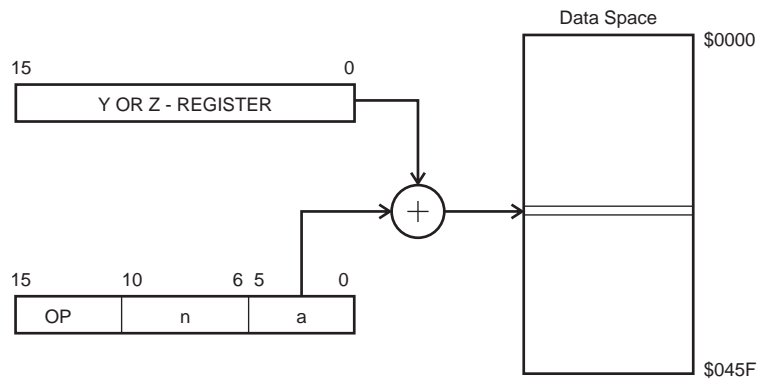 Data Space
$0000
15 0
Y OR Z - REGISTER
+
15 10 6 5 0
OP n a
$045F